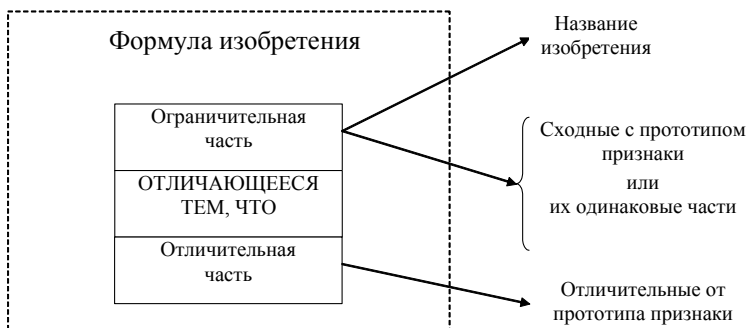 Формула изобретения
Ограничительная
часть
ОТЛИЧАЮЩЕЕСЯ
ТЕМ, ЧТО
Отличительная
часть
Название
изобретения
Сходные с прототипом
признаки
или
их одинаковые части
Отличительные от
прототипа признаки